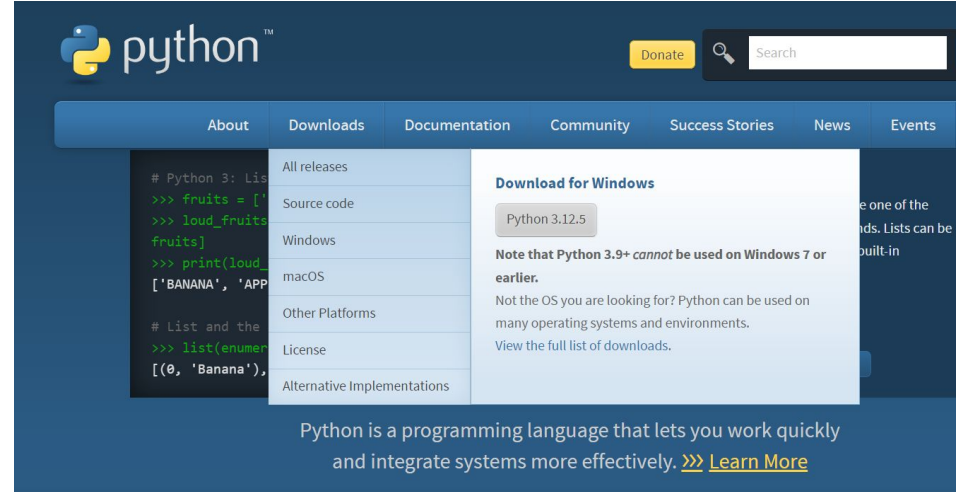 python™
Donate
Search
About Downloads Documentation Community Success Stories News Events
All releases
Source code
Windows
macOS
Other Platforms
License
Alternative Implementations
Download for Windows
Python 3.12.5
Note that Python 3.9+ cannot be used on Windows 7 or
earlier.
Not the OS you are looking for? Python can be used on
many operating systems and environments.
View the full list of downloads.
# Python 3: Lis
>>> fruits = ['
>>> loud_fruits
fruits]
>>> print(loud_
['BANANA', 'APP
# List and the
>>> list(enumer
[(0, 'Banana'),
e one of the
ds. Lists can be
built-in
Python is a programming language that lets you work quickly
and integrate systems more effectively. >>> Learn More